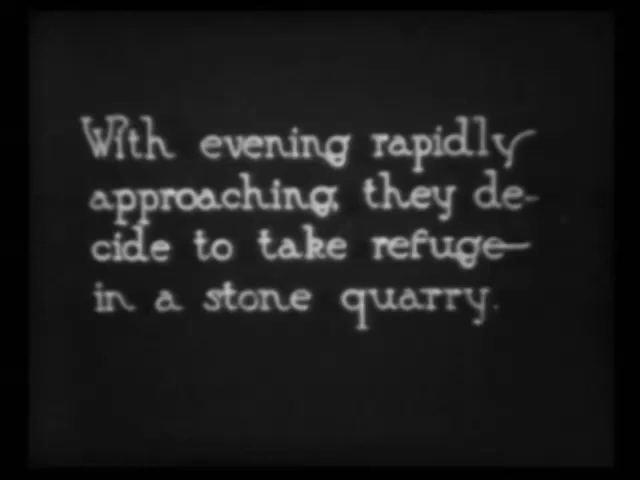 With evening rapidly
approaching, they de-
cide to take refuge
in a stone quarry.